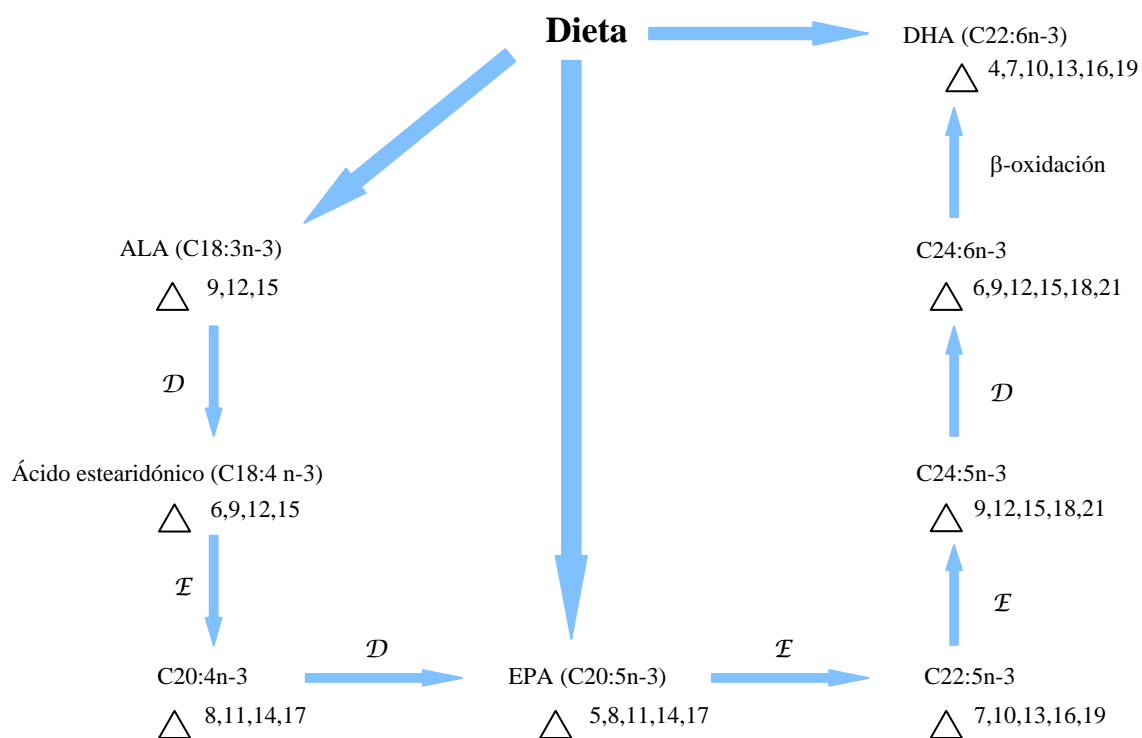 Dieta
DHA (C22:6n-3)
△ 4,7,10,13,16,19
β-oxidación
ALA (C18:3n-3)
△ 9,12,15
C24:6n-3
△ 6,9,12,15,18,21
D
D
Ácido estearidónico (C18:4 n-3)
△ 6,9,12,15
C24:5n-3
△ 9,12,15,18,21
E
E
C20:4n-3
△ 8,11,14,17
D
EPA (C20:5n-3)
△ 5,8,11,14,17
E
C22:5n-3
△ 7,10,13,16,19